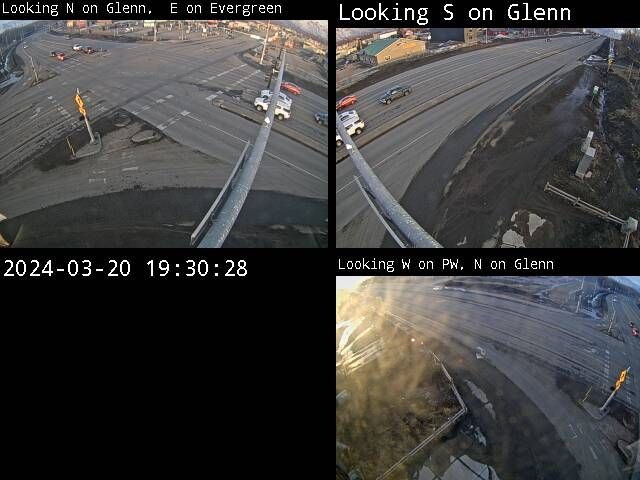 Looking N on Glenn,  E on Evergreen
Looking S on Glenn
2024-03-20 19:30:28
Looking W on PW, N on Glenn